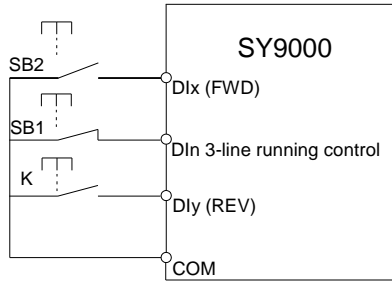 SY9000
SB2
DIx (FWD)
SB1
DIn 3-line running control
K
DIy (REV)
COM